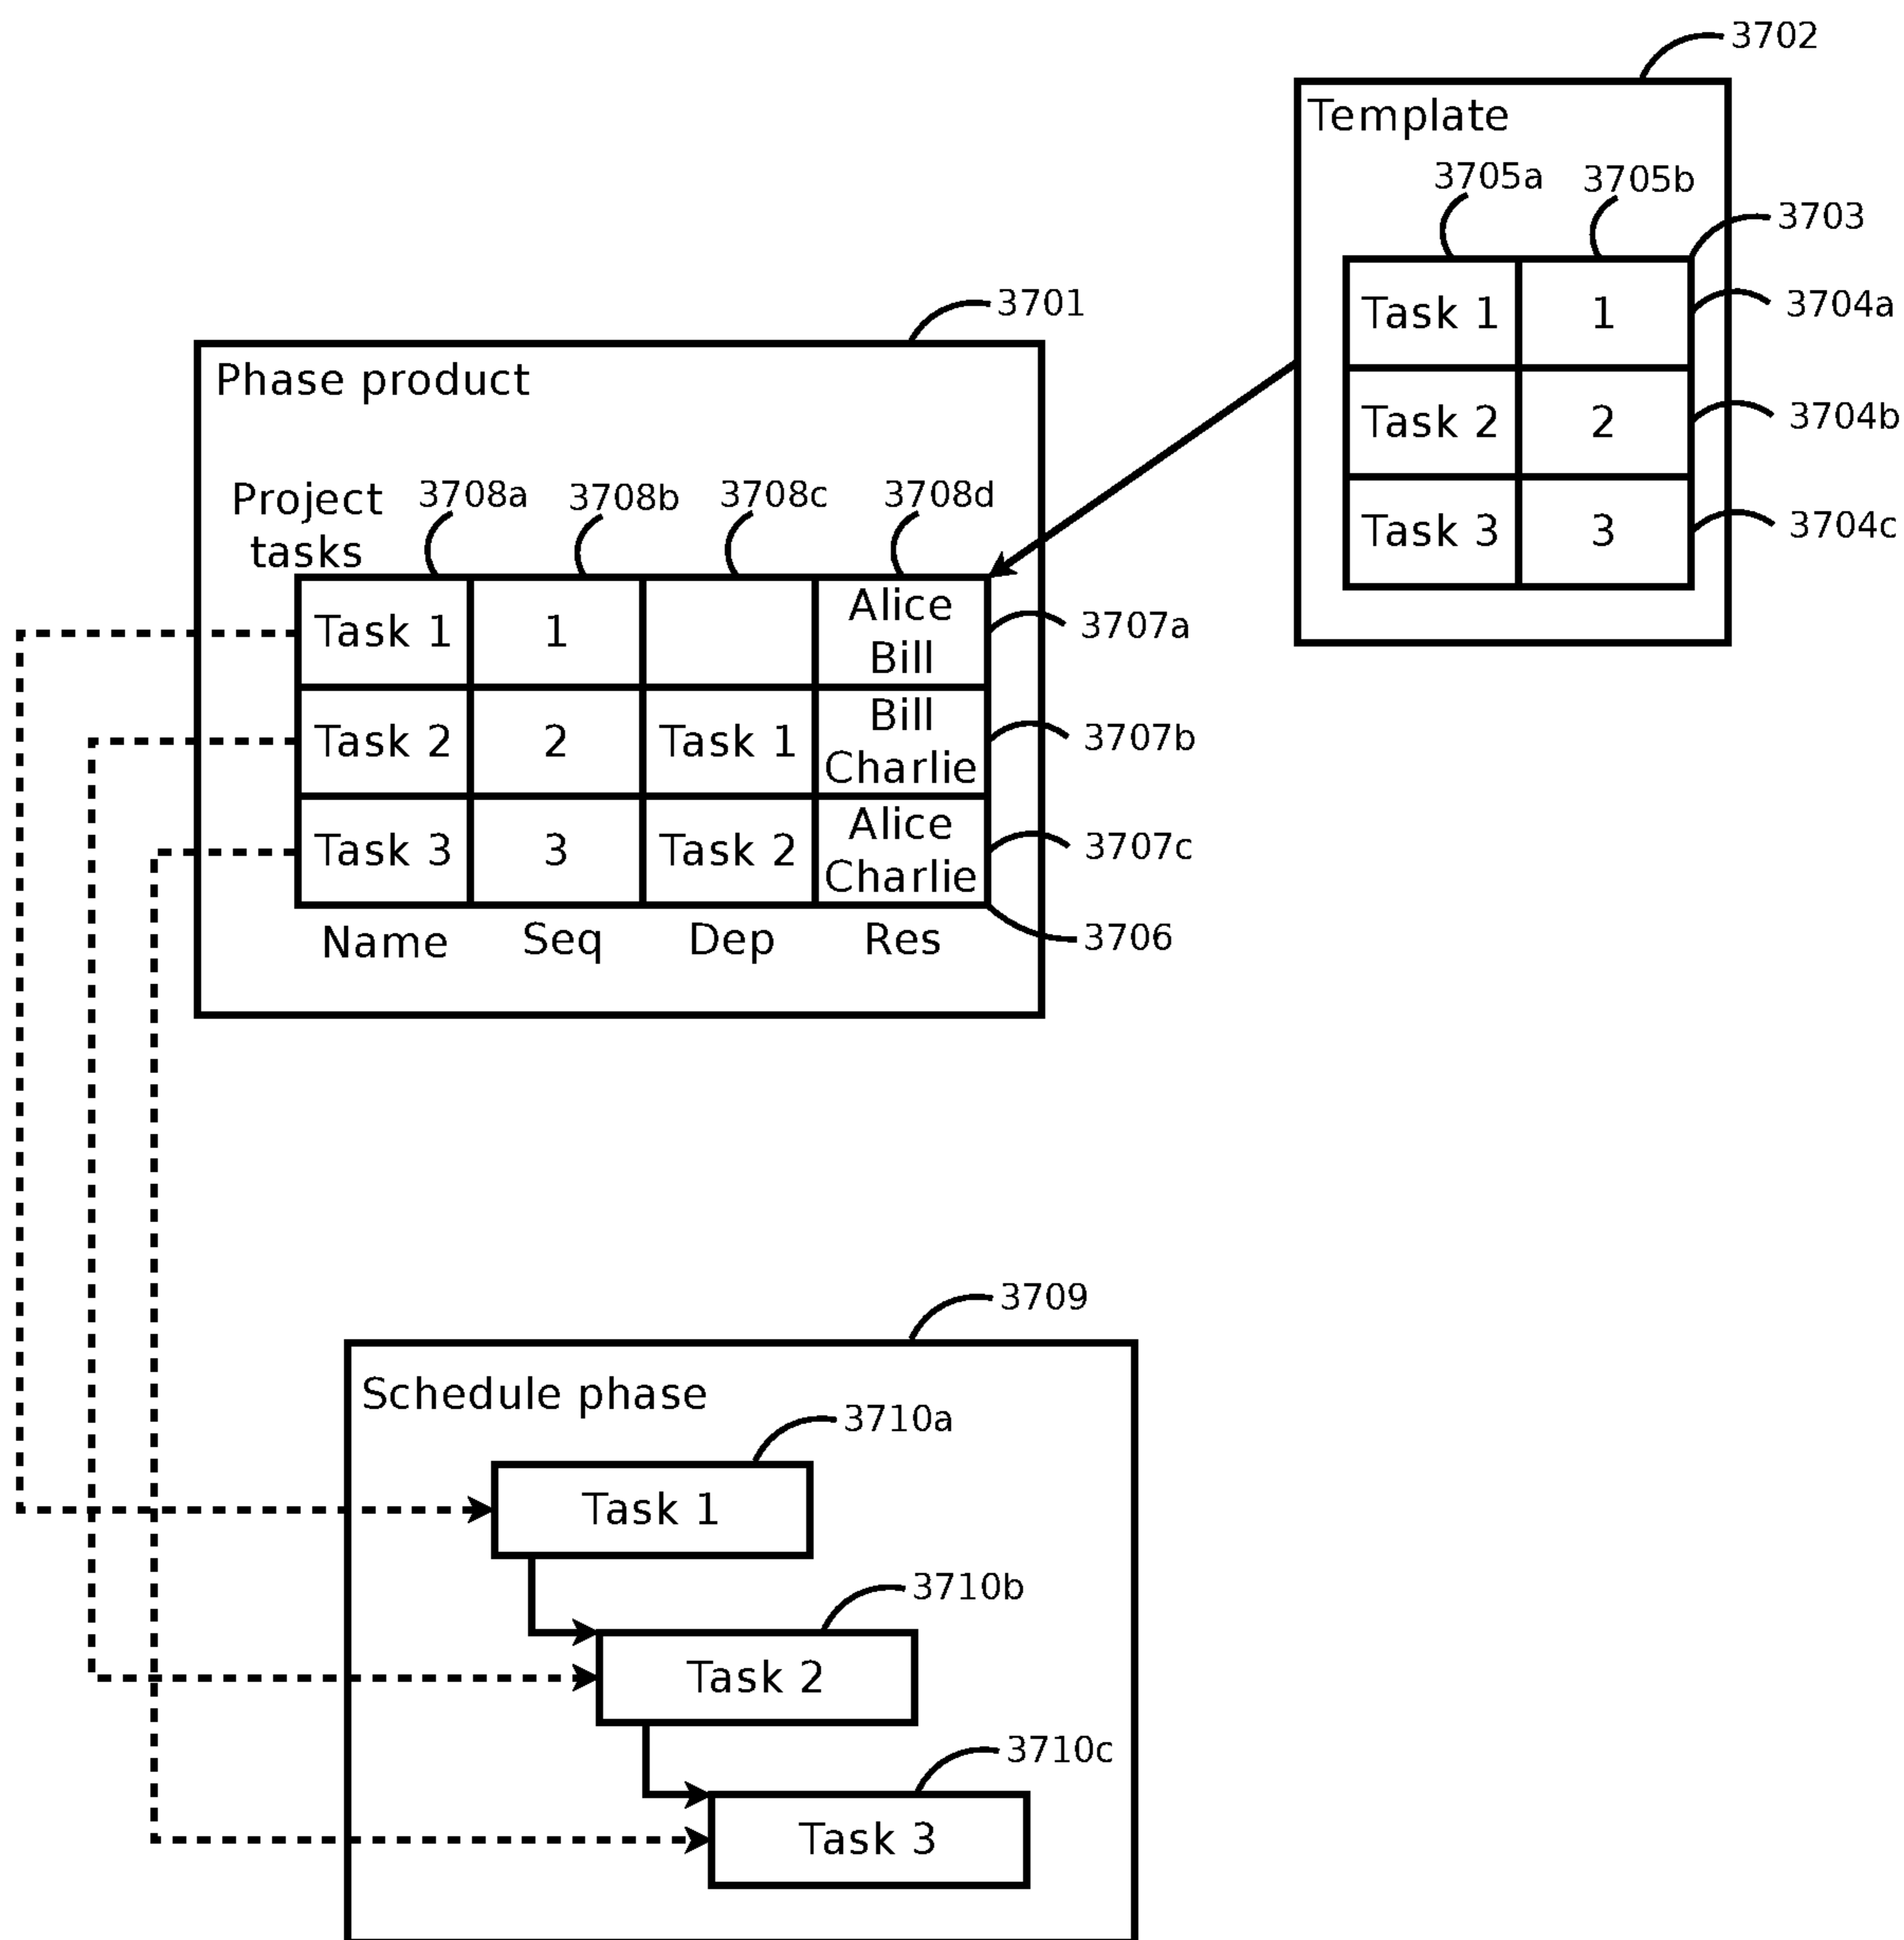 3702
Template
3705a 3705b
3703
Task 1 1 3704a
Task 2 2 3704b
Task 3 3 3704c
3701
Phase product
Project
tasks
3708a 3708b 3708c 3708d
Task 1 1 Alice
Bill
3707a
Task 2 2 Task 1 Bill
Charlie
3707b
Task 3 3 Task 2 Alice
Charlie
3707c
3706
Name Seq Dep Res
3709
Schedule phase
3710a
Task 1
3710b
Task 2
3710c
Task 3